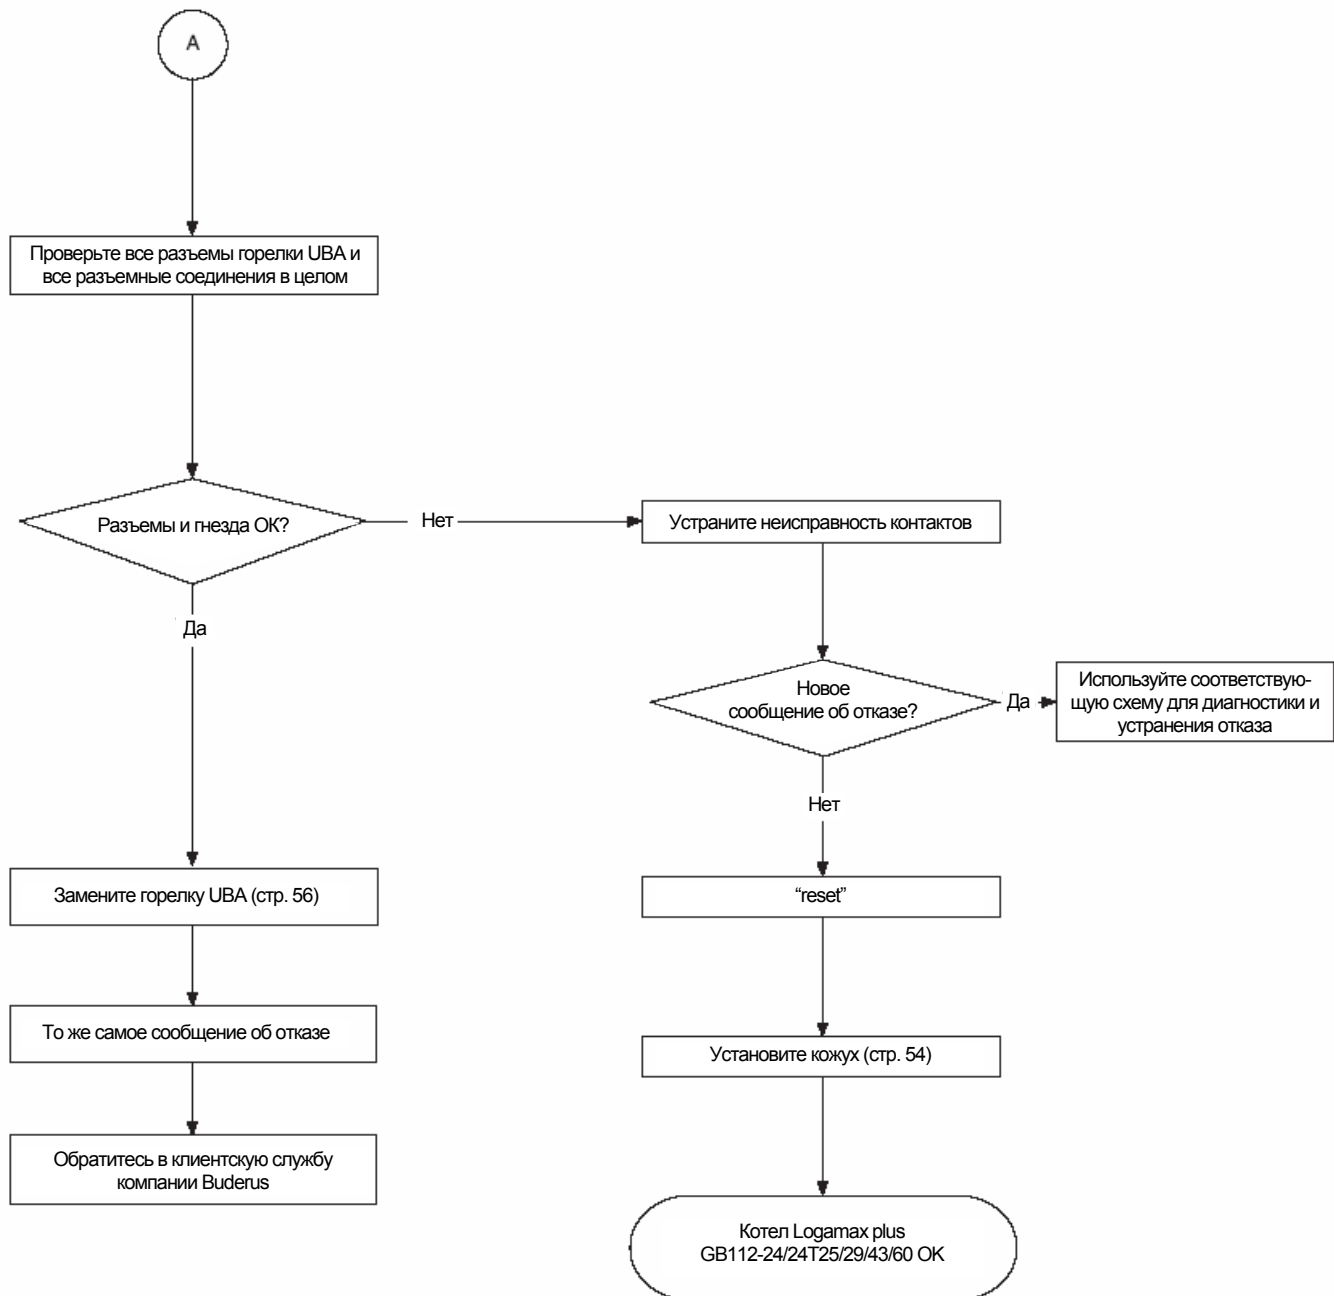 A
Проверьте все разъемы горелки UBA и
все разъемные соединения в целом
Разъемы и гнезда ОК?
Нет
Устраните неисправность контактов
Да
Новое
сообщение об отказе?
Да
Используйте соответствую-
щую схему для диагностики и
устранения отказа
Нет
Замените горелку UBA (стр. 56)
“reset”
То же самое сообщение об отказе
Установите кожух (стр. 54)
Обратитесь в клиентскую службу
компании Buderus
Котел Logamax plus
GB112-24/24T25/29/43/60 OK